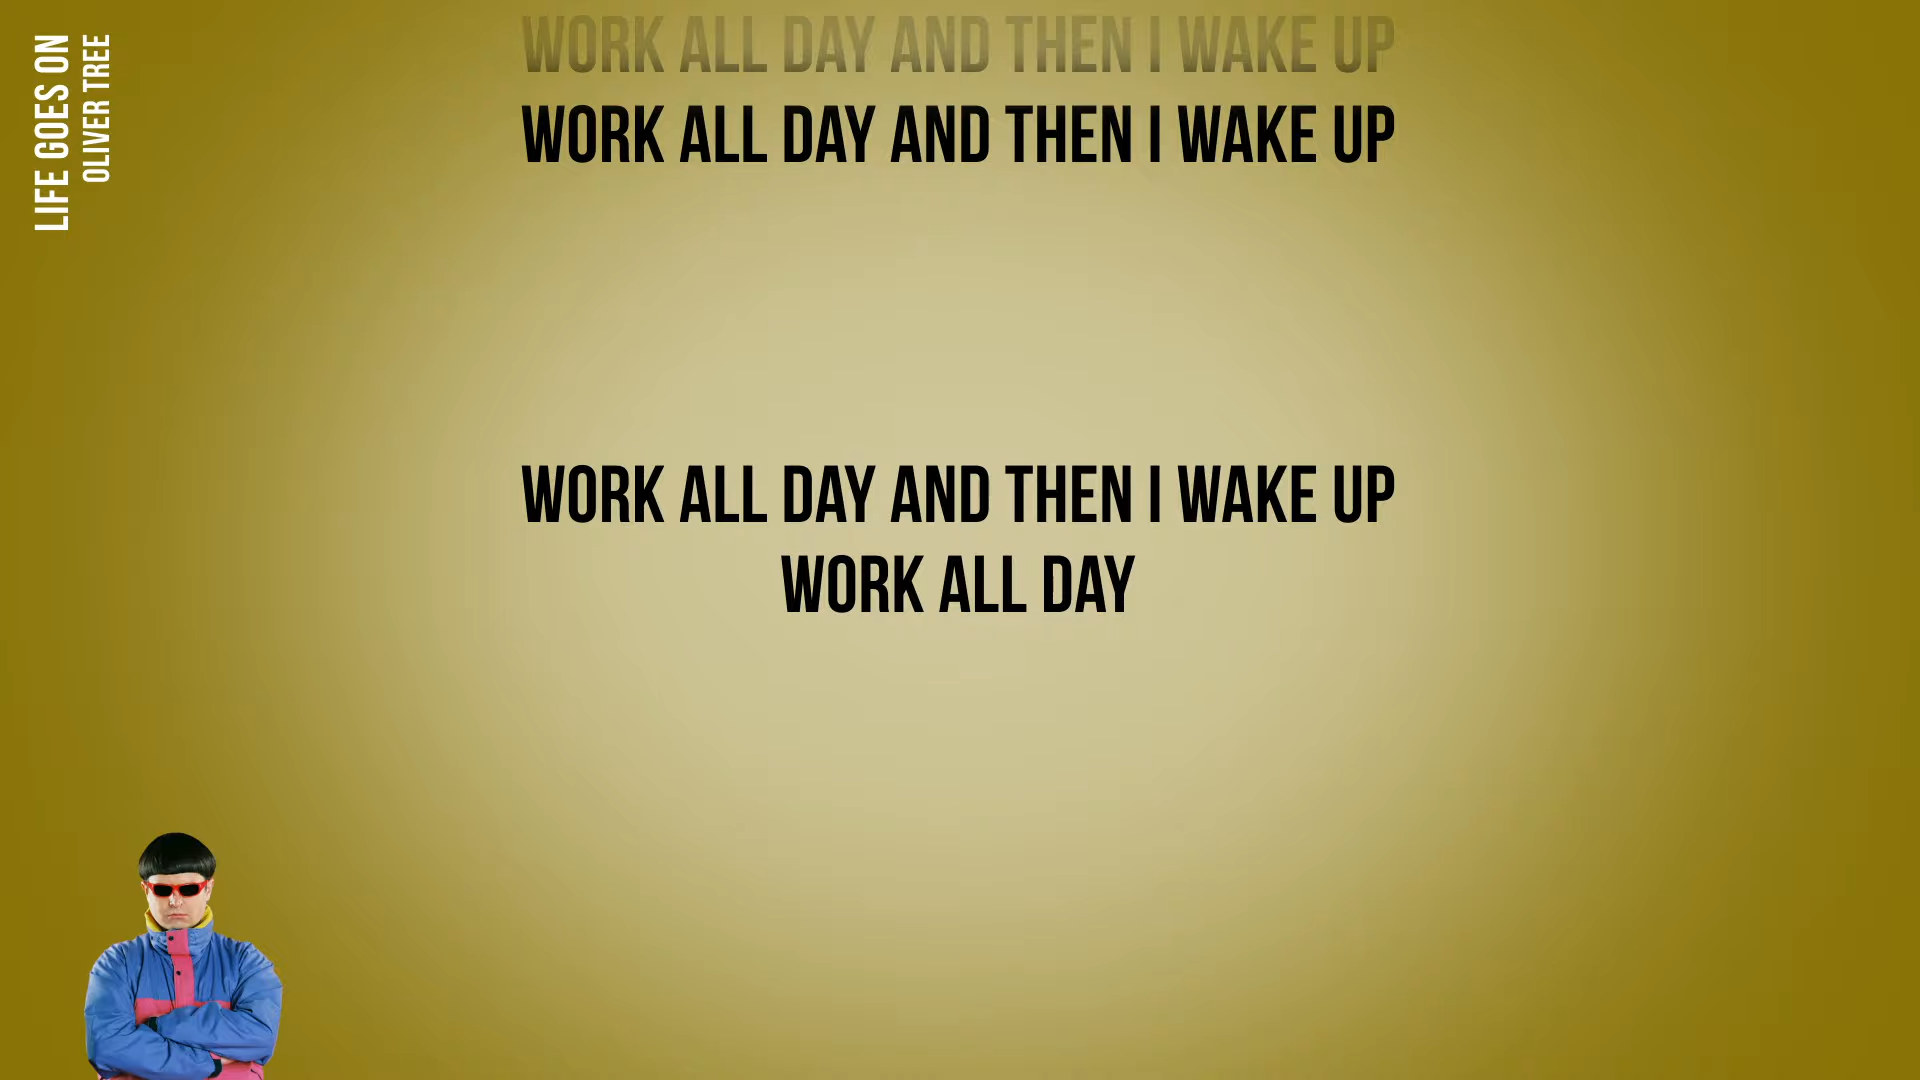 LIFE GOES ON
OLIVER TREE
WORK ALL DAY AND THEN I WAKE UP
WORK ALL DAY AND THEN I WAKE UP
WORK ALL DAY AND THEN I WAKE UP
WORK ALL DAY